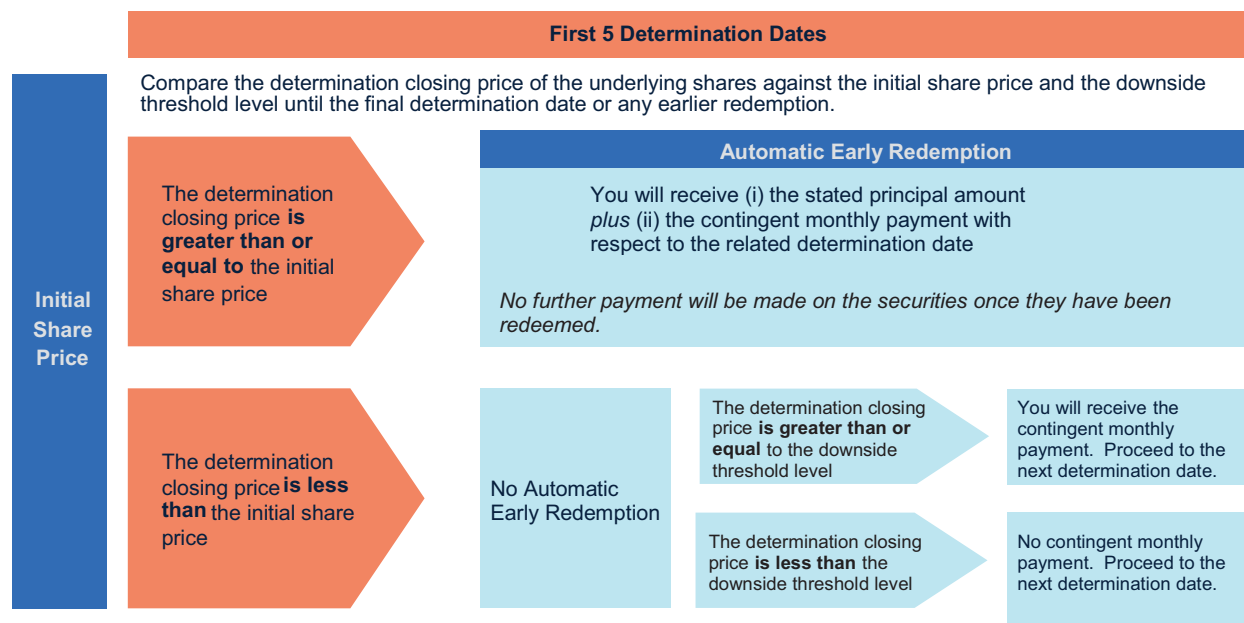 First 5 Determination Dates
Compare the determination closing price of the underlying shares against the initial share price and the downside
threshold level until the final determination date or any earlier redemption.
Initial
Share
Price
The determination
closing price is
greater than or
equal to the initial
share price
Automatic Early Redemption
You will receive (i) the stated principal amount
plus (ii) the contingent monthly payment with
respect to the related determination date
No further payment will be made on the securities once they have been
redeemed.
The determination
closing price is less
than the initial share
price
No Automatic
Early Redemption
The determination closing
price is greater than or
equal to the downside
threshold level
You will receive the
contingent monthly
payment. Proceed to the
next determination date.
The determination closing
price is less than the
downside threshold level
No contingent monthly
payment. Proceed to the
next determination date.